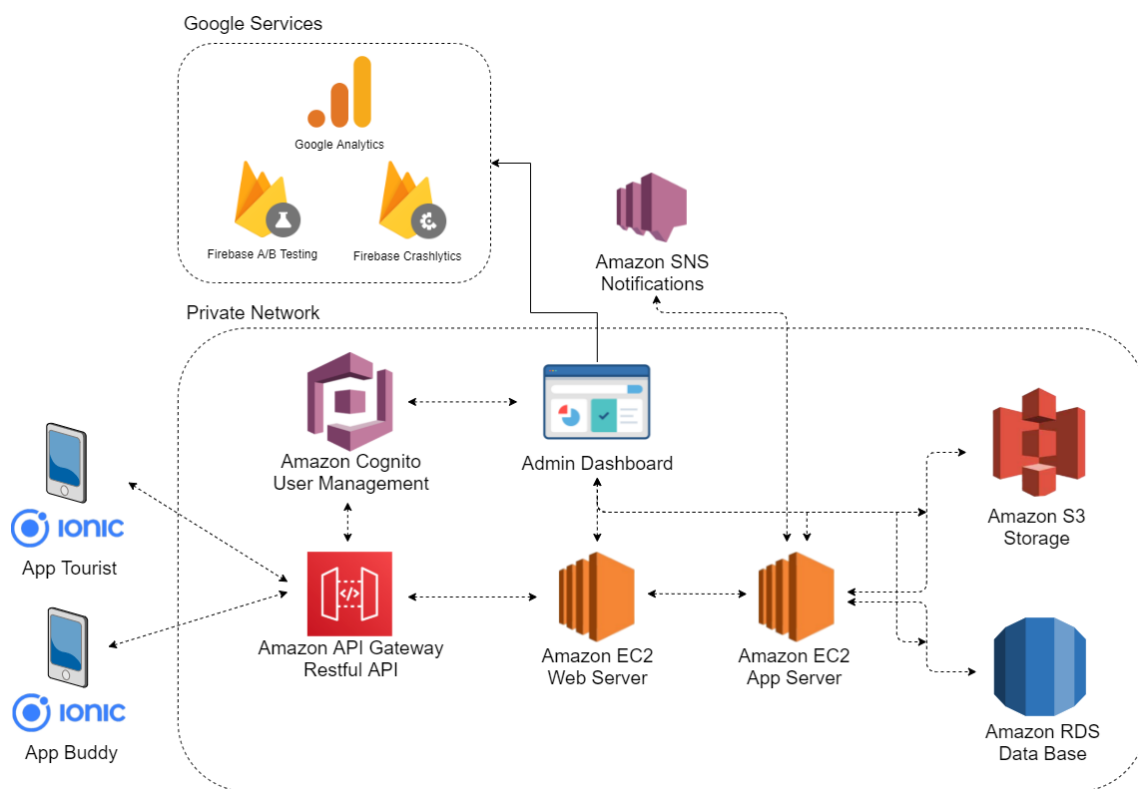 Google Services
Google Analytics
Firebase A/B Testing
Firebase Crashlytics
Amazon SNS
Notifications
Private Network
Amazon Cognito
User Management
Admin Dashboard
IONIC
App Tourist
Amazon S3
Storage
</>
Amazon API Gateway
Restful API
Amazon EC2
Web Server
Amazon EC2
App Server
IONIC
App Buddy
Amazon RDS
Data Base